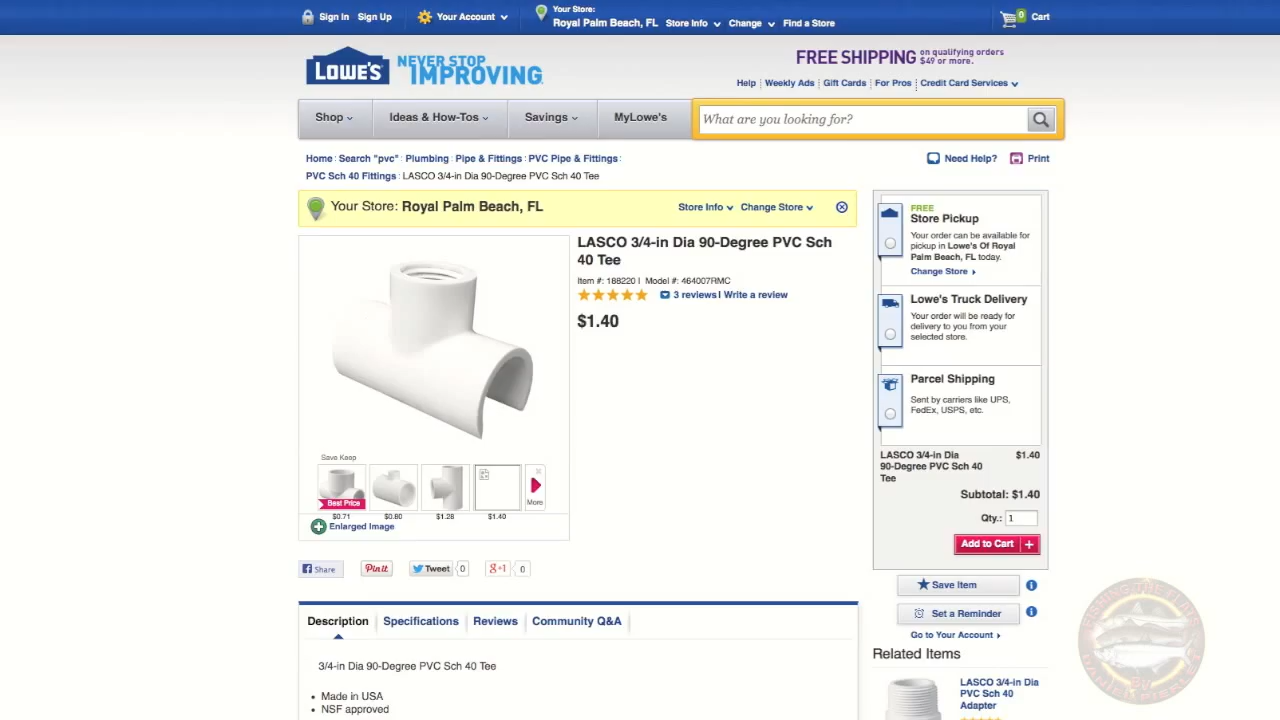 Sign In Sign Up Your Account
Your Store:
Royal Palm Beach, FL Store Info Change Find a Store
0 Cart
LOWE'S NEVER STOP IMPROVING
FREE SHIPPING on qualifying orders $49 or more.
Help Weekly Ads Gift Cards For Pros Credit Card Services
Shop Ideas & How-Tos Savings MyLowe's What are you looking for?
Home : Search "pvc" : Plumbing : Pipe & Fittings : PVC Pipe & Fittings :
PVC Sch 40 Fittings : LASCO 3/4-in Dia 90-Degree PVC Sch 40 Tee
Need Help? Print
Your Store: Royal Palm Beach, FL Store Info Change Store
LASCO 3/4-in Dia 90-Degree PVC Sch
40 Tee
Item #: 188220 | Model #: 464007RMC
3 reviews | Write a review
$1.40
Save Keep
Best Price
More
$0.71 $0.80 $1.28 $1.40
Enlarged Image
Share Pin it Tweet 0 g+1 0
Description Specifications Reviews Community Q&A
3/4-in Dia 90-Degree PVC Sch 40 Tee
• Made in USA
• NSF approved
FREE
Store Pickup
Your order can be available for
pickup in Lowe's Of Royal
Palm Beach, FL today.
Change Store
Lowe's Truck Delivery
Your order will be ready for
delivery to you from your
selected store.
Parcel Shipping
Sent by carriers like UPS,
FedEx, USPS, etc.
LASCO 3/4-in Dia $1.40
90-Degree PVC Sch 40
Tee
Subtotal: $1.40
Qty.: 1
Add to Cart +
Save Item
Set a Reminder
Go to Your Account
Related Items
LASCO 3/4-in Dia
PVC Sch 40
Adapter